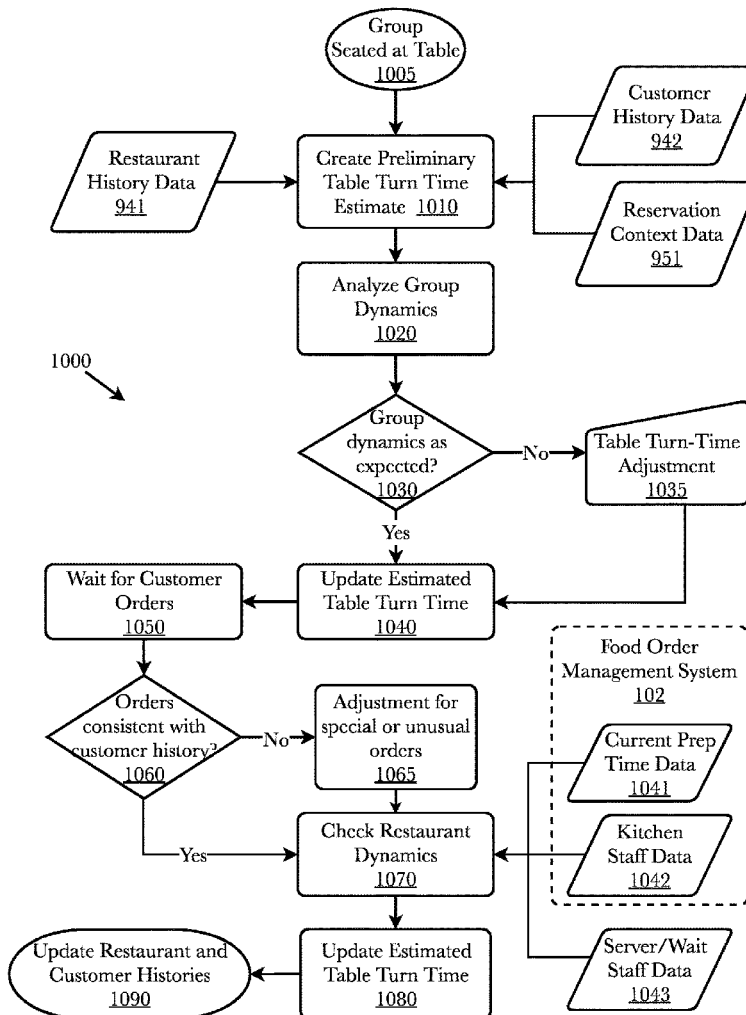 Group
Seated at Table
1005
Customer
History Data
942
Restaurant
History Data
941
Create Preliminary
Table Turn Time
Estimate 1010
Reservation
Context Data
951
Analyze Group
Dynamics
1020
1000
Group
dynamics as
expected?
1030
No
Table Turn-Time
Adjustment
1035
Yes
Wait for Customer
Orders
1050
Update Estimated
Table Turn Time
1040
Food Order
Management System
102
Orders
consistent with
customer history?
1060
No
Adjustment for
special or unusual
orders
1065
Current Prep
Time Data
1041
Yes
Check Restaurant
Dynamics
1070
Kitchen
Staff Data
1042
Update Restaurant and
Customer Histories
1090
Update Estimated
Table Turn Time
1080
Server/Wait
Staff Data
1043